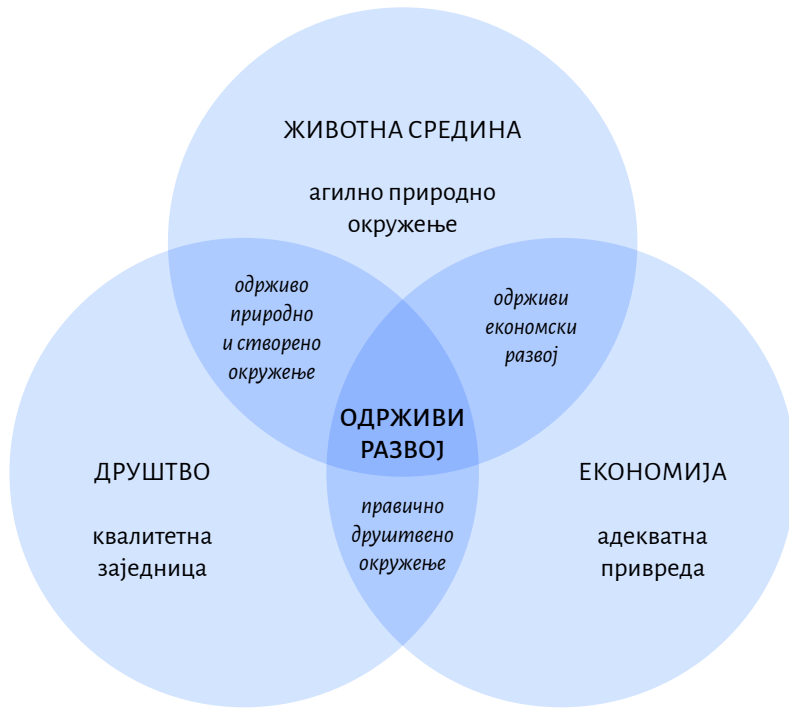 ЖИВОТНА СРЕДИНА
агилно природно
окружење
одрживо
природно
и створено
окружење
одрживи
економски
развој
ОДРЖИВИ
РАЗВОЈ
ДРУШТВО
квалитетна
заједница
правично
друштвено
окружење
ЕКОНОМИЈА
адекватна
привреда